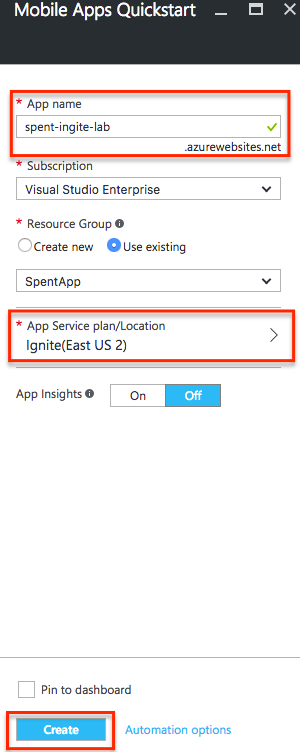 Mobile Apps Quickstart
* App name
spent-ingite-lab
.azurewebsites.net
* Subscription
Visual Studio Enterprise
* Resource Group
Create new Use existing
SpentApp
* App Service plan/Location
Ignite(East US 2)
App Insights On Off
Pin to dashboard
Create Automation options